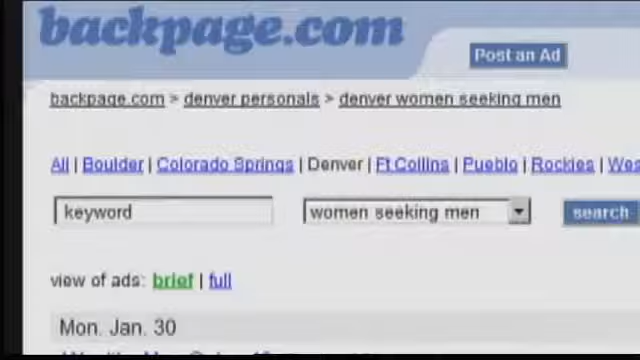 backpage.com
Post an Ad
backpage.com > denver personals > denver women seeking men
All | Boulder | Colorado Springs | Denver | Ft Collins | Pueblo | Rockies |
keyword women seeking men search
view of ads: brief | full
Mon. Jan. 30